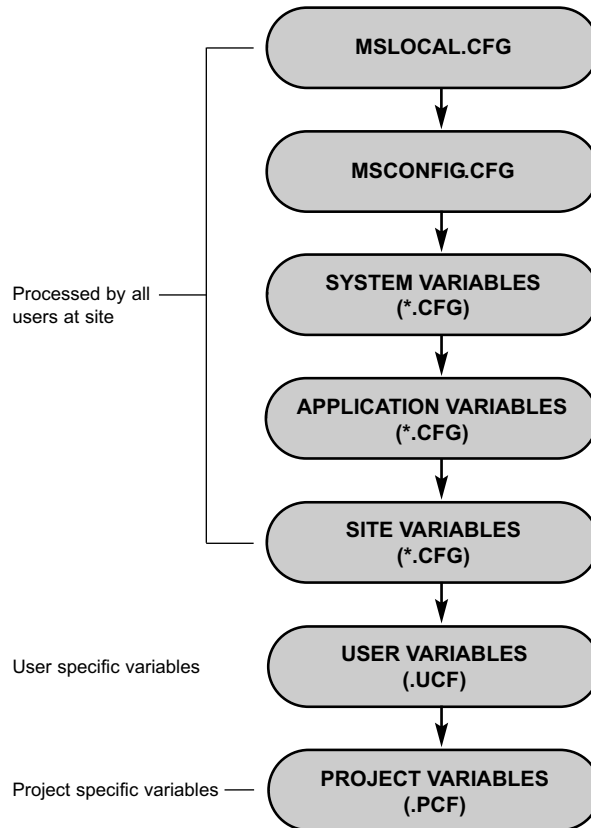 MSLOCAL.CFG
MSCONFIG.CFG
SYSTEM VARIABLES
(*.CFG)
Processed by all
users at site
APPLICATION VARIABLES
(*.CFG)
SITE VARIABLES
(*.CFG)
User specific variables
USER VARIABLES
(.UCF)
Project specific variables
PROJECT VARIABLES
(.PCF)